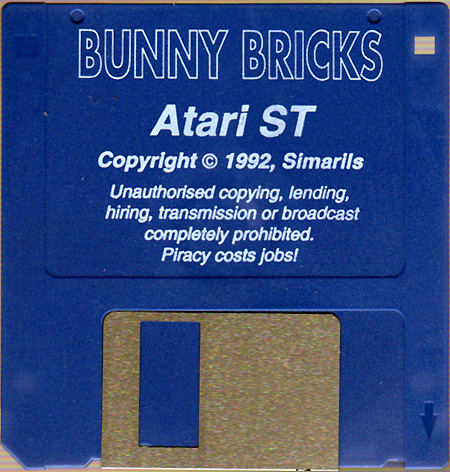 BUNNY BRICKS
Atari ST
Copyright © 1992, Simarils
Unauthorised copying, lending,
hiring, transmission or broadcast
completely prohibited.
Piracy costs jobs!